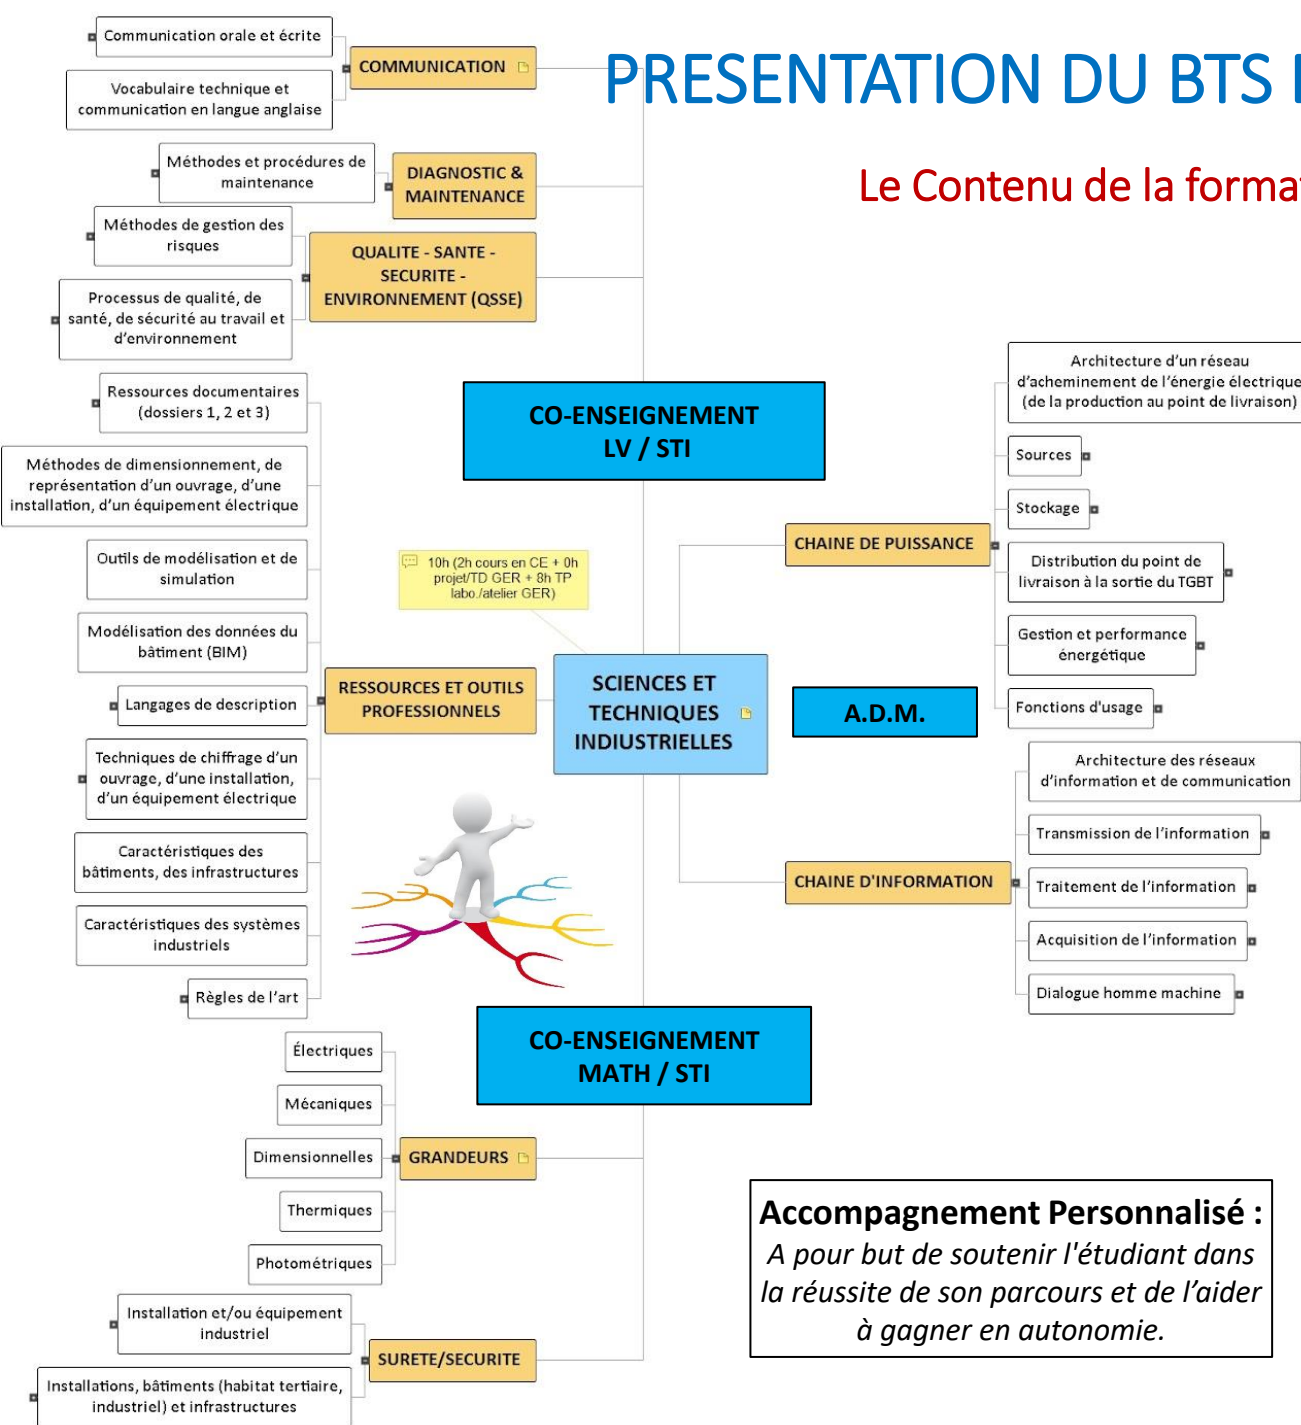 PRESENTATION DU BTS
Le Contenu de la forma
Communication orale et écrite
COMMUNICATION
Vocabulaire technique et
communication en langue anglaise
Méthodes et procédures de
maintenance
DIAGNOSTIC &
MAINTENANCE
Méthodes de gestion des
risques
QUALITE - SANTE -
SECURITE -
ENVIRONNEMENT (QSSE)
Processus de qualité, de
santé, de sécurité au travail et
d’environnement
CO-ENSEIGNEMENT
LV / STI
Ressources documentaires
(dossiers 1, 2 et 3)
Méthodes de dimensionnement, de
représentation d’un ouvrage, d’une
installation, d’un équipement électrique
Outils de modélisation et de
simulation
Modélisation des données du
bâtiment (BIM)
RESSOURCES ET OUTILS
PROFESSIONNELS
Langages de description
Techniques de chiffrage d’un
ouvrage, d’une installation,
d’un équipement électrique
Caractéristiques des
bâtiments, des infrastructures
Caractéristiques des systèmes
industriels
Règles de l’art
10h (2h cours en CE + 0h
projet/TD GER + 8h TP
labo./atelier GER)
SCIENCES ET
TECHNIQUES
INDIUSTRIELLES
A.D.M.
Architecture d’un réseau
d’acheminement de l’énergie électrique
(de la production au point de livraison)
Sources
Stockage
CHAINE DE PUISSANCE
Distribution du point de
livraison à la sortie du TGBT
Gestion et performance
énergétique
Fonctions d'usage
Architecture des réseaux
d’information et de communication
Transmission de l’information
CHAINE D'INFORMATION
Traitement de l’information
Acquisition de l’information
Dialogue homme machine
CO-ENSEIGNEMENT
MATH / STI
Électriques
Mécaniques
Dimensionnelles
GRANDEURS
Thermiques
Photométriques
Installation et/ou équipement
industriel
SURETE/SECURITE
Installations, bâtiments (habitat tertiaire,
industriel) et infrastructures
Accompagnement Personnalisé :
A pour but de soutenir l'étudiant dans
la réussite de son parcours et de l’aider
à gagner en autonomie.